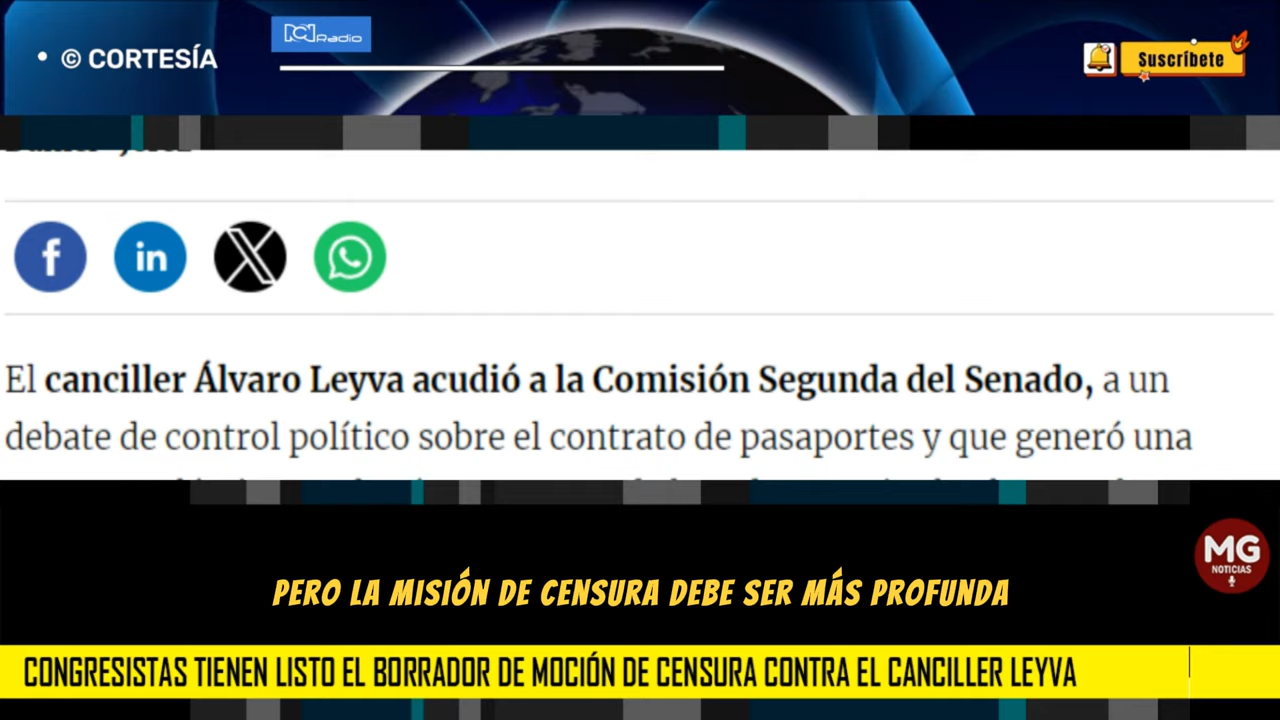 • © CORTESÍA
RCN Radio
Suscríbete
El canciller Álvaro Leyva acudió a la Comisión Segunda del Senado, a un
debate de control político sobre el contrato de pasaportes y que generó una
MG
NOTICIAS
PERO LA MISIÓN DE CENSURA DEBE SER MÁS PROFUNDA
CONGRESISTAS TIENEN LISTO EL BORRADOR DE MOCIÓN DE CENSURA CONTRA EL CANCILLER LEYVA